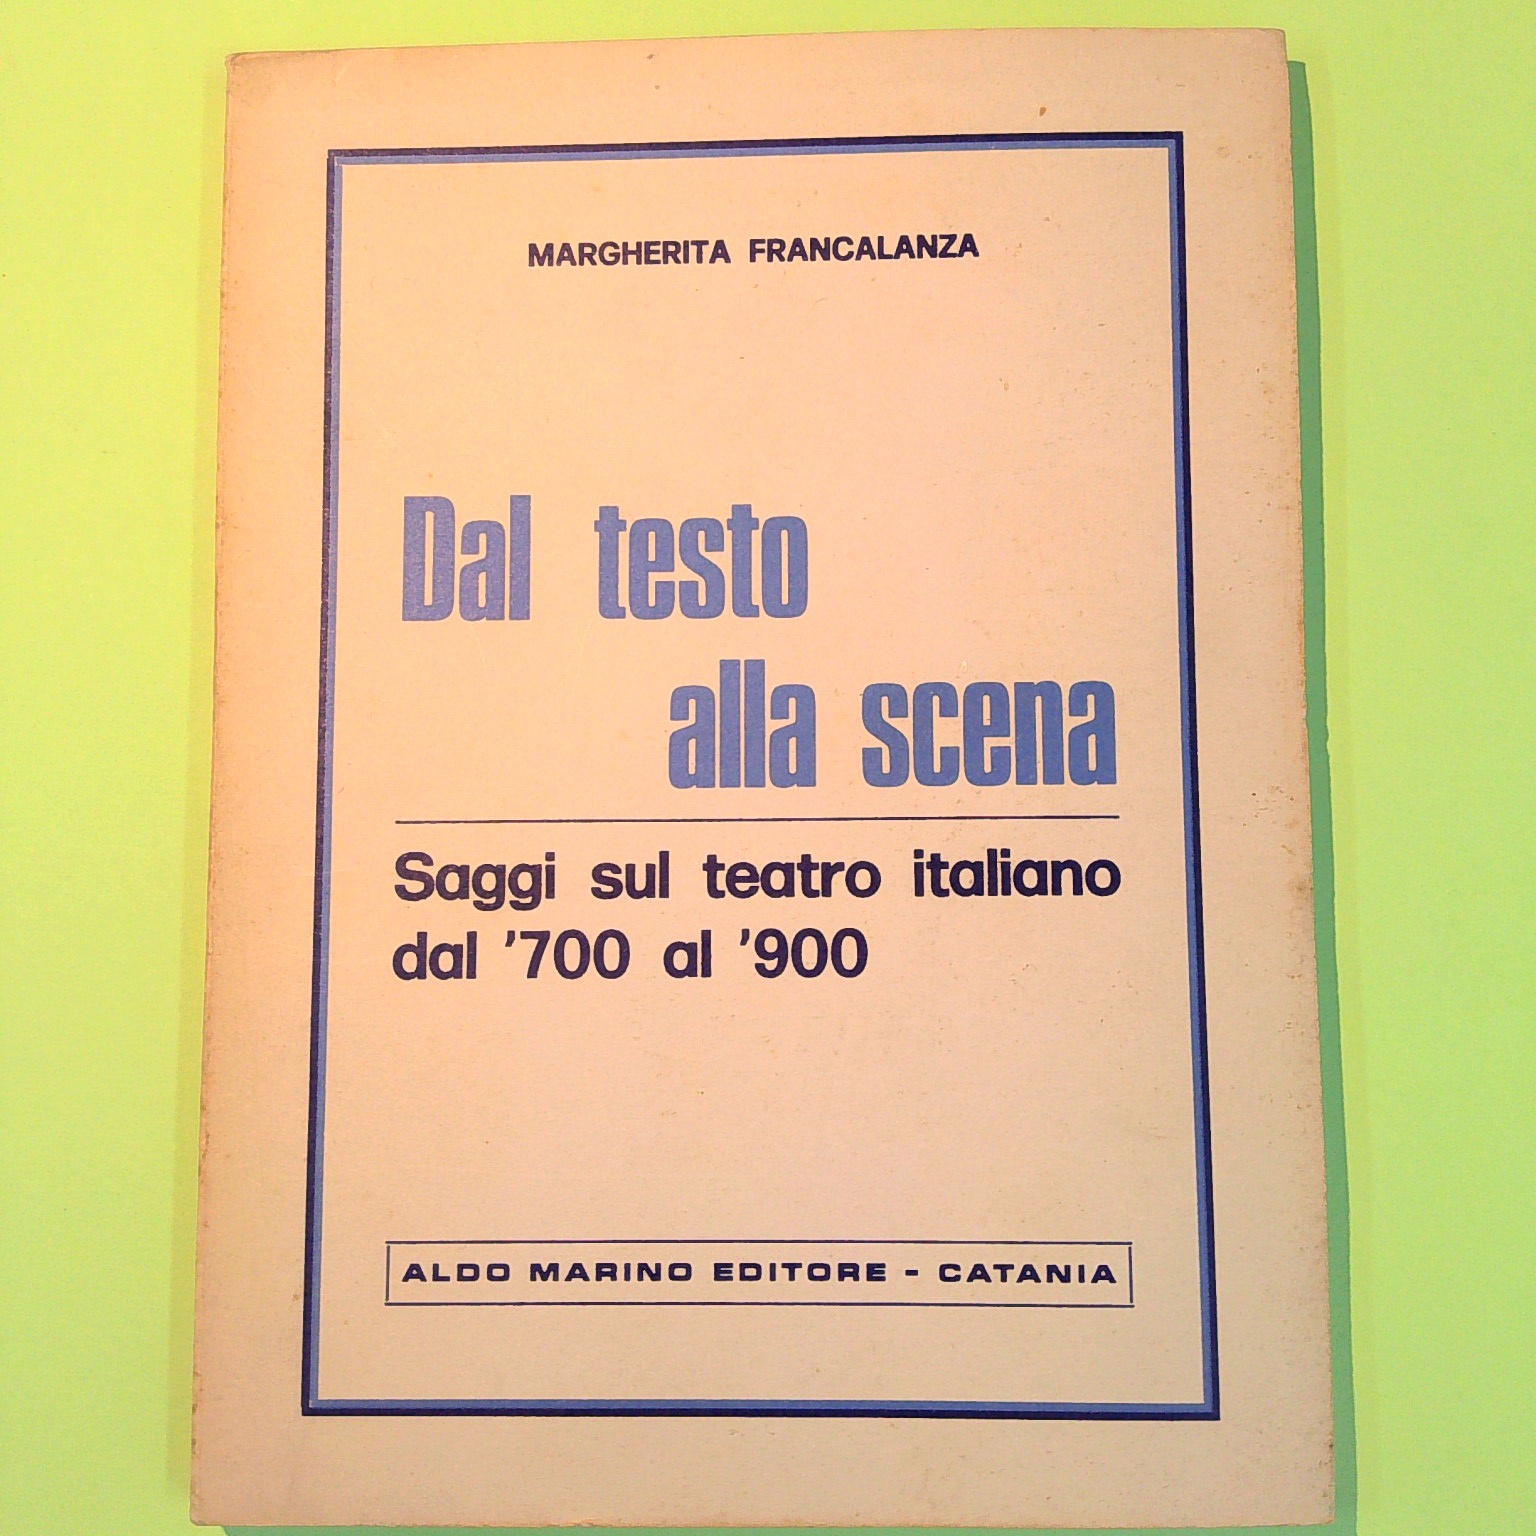 MARGHERITA FRANCALANZA
Dal testo
alla scena
Saggi sul teatro italiano
dal '700 al '900
ALDO MARINO EDITORE - CATANIA